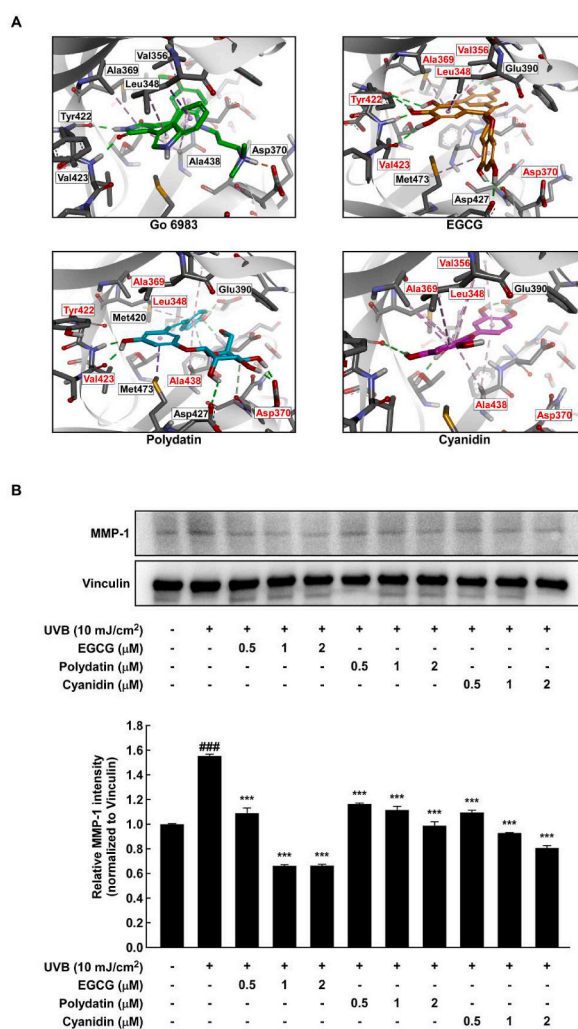 A
Val356
Ala369
Leu348
Tyr422
Val423
Ala438
Asp370
Go 6983
Val356
Ala369
Leu348
Glu390
Tyr422
Val423
Met473
Asp427
Asp370
EGCG
Ala369
Glu390
Leu348
Tyr422
Met420
Val423
Met473
Ala438
Asp427
Asp370
Polydatin
Val356
Ala369
Leu348
Glu390
Tyr422
Ala438
Asp370
Cyanidin
B
MMP-1
Vinculin
UVB (10 mJ/cm²) - + + + + + + + + + +
EGCG (μM) - - 0.5 1 2 - - - - - -
Polydatin (μM) - - - - - 0.5 1 2 - - -
Cyanidin (μM) - - - - - - - - 0.5 1 2
Relative MMP-1 intensity
(normalized to Vinculin)
1.8
1.6
1.4
1.2
1.0
0.8
0.6
0.4
0.2
0.0
###
*** *** *** *** *** *** *** *** ***
UVB (10 mJ/cm²) - + + + + + + + + + +
EGCG (μM) - - 0.5 1 2 - - - - - -
Polydatin (μM) - - - - - 0.5 1 2 - - -
Cyanidin (μM) - - - - - - - - 0.5 1 2